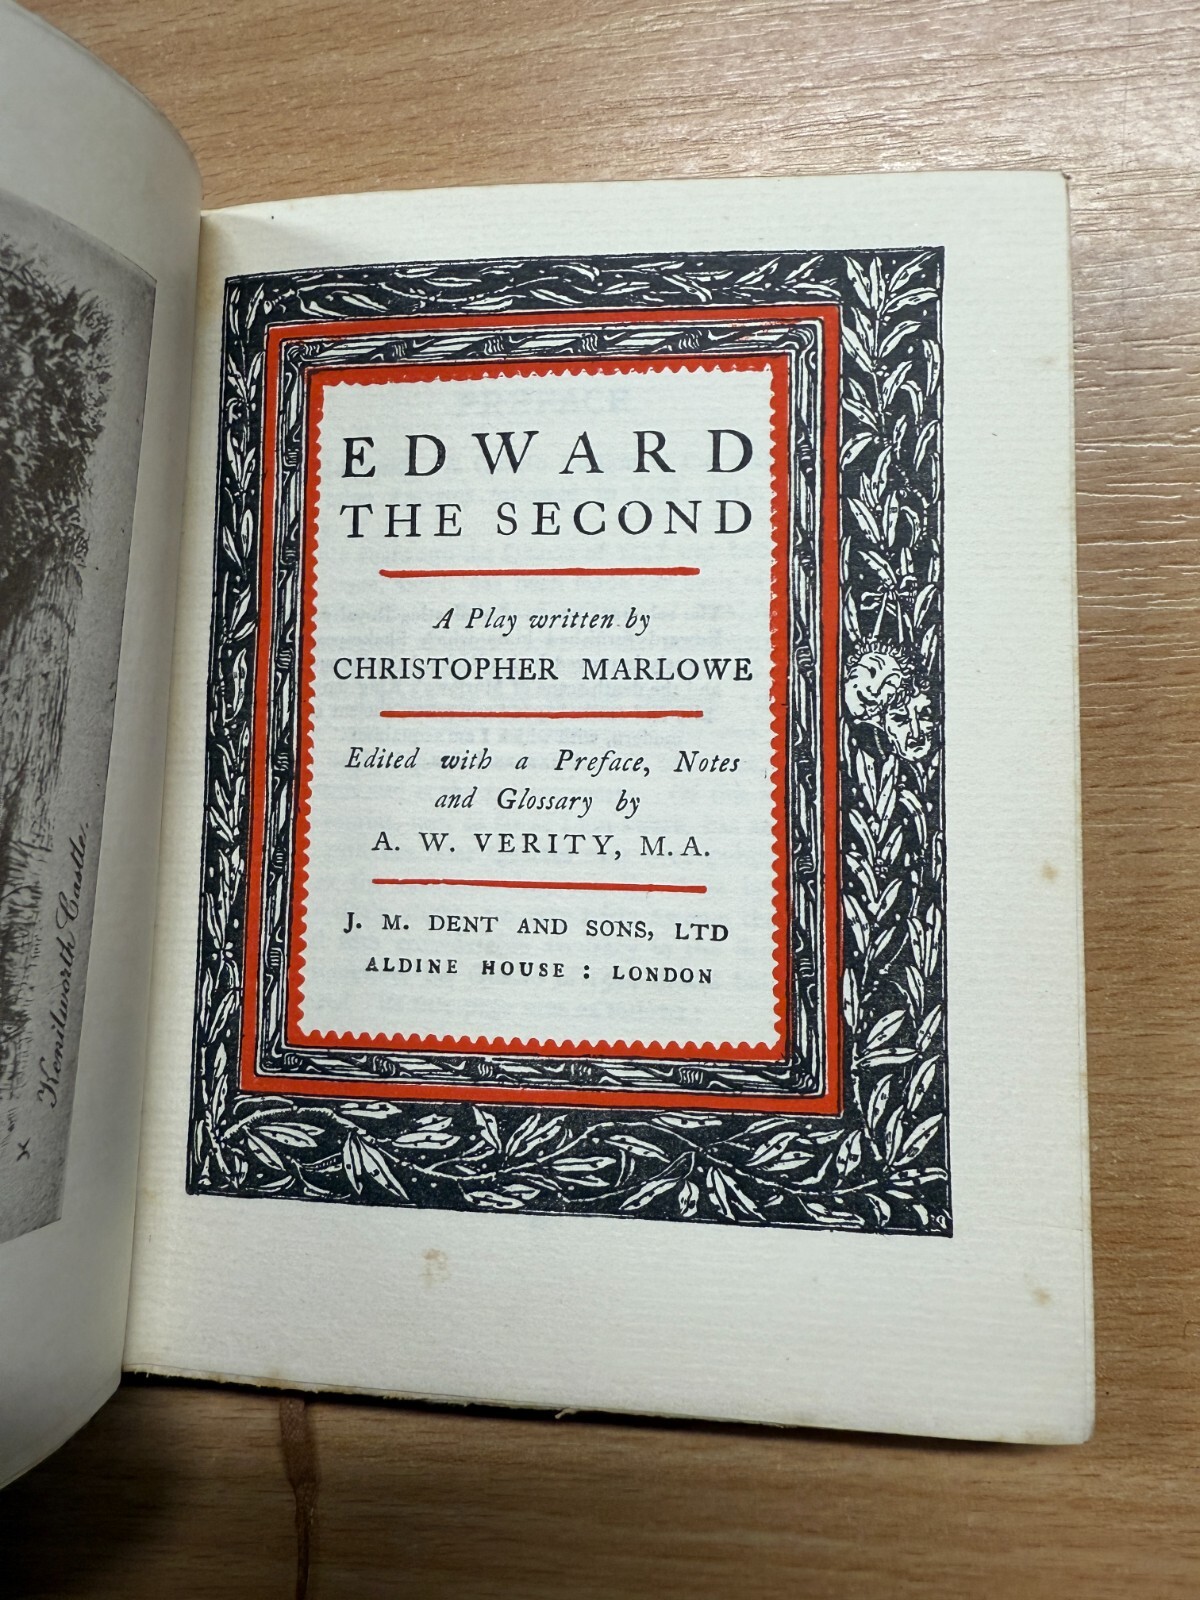 Kenilworth Castle.
EDWARD
THE SECOND
A Play written by
CHRISTOPHER MARLOWE
Edited with a Preface, Notes
and Glossary by
A. W. VERITY, M.A.
J. M. DENT AND SONS, LTD
ALDINE HOUSE : LONDON